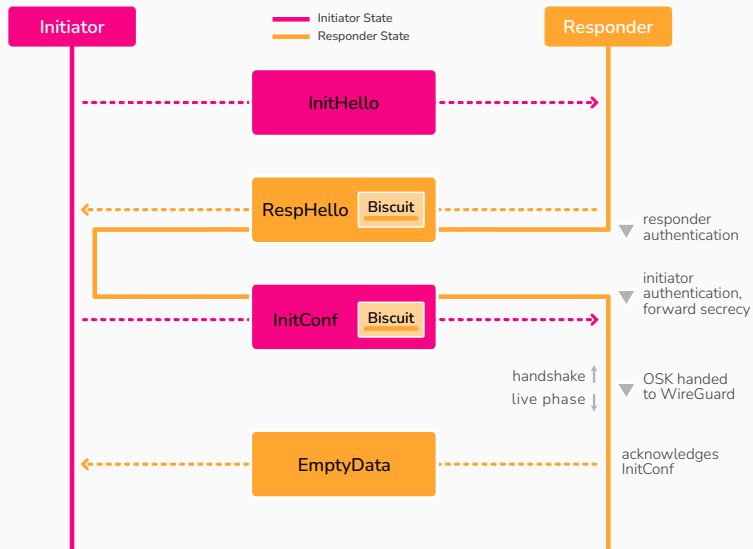 Initiator
Initiator State
Responder State
Responder
InitHello
RespHello
Biscuit
responder
authentication
initiator
authentication,
forward secrecy
InitConf
Biscuit
handshake
live phase
OSK handed
to WireGuard
EmptyData
acknowledges
InitConf